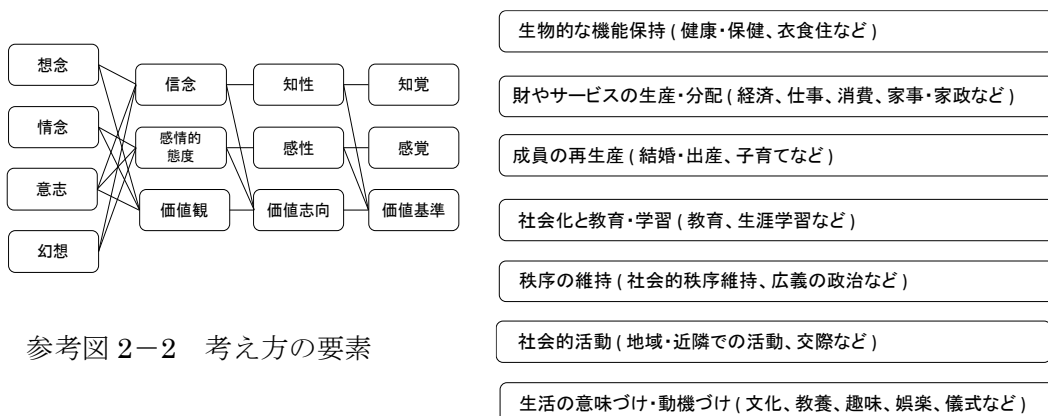 想念
情念
意志
幻想
信念
感情的
態度
価値観
知性
感性
価値志向
知覚
感覚
価値基準
参考図 2－2　考え方の要素
生物的な機能保持 ( 健康・保健、衣食住など )
財やサービスの生産・分配 ( 経済、仕事、消費、家事・家政など )
成員の再生産 ( 結婚・出産、子育てなど )
社会化と教育・学習 ( 教育、生涯学習など )
秩序の維持 ( 社会的秩序維持、広義の政治など )
社会的活動 ( 地域・近隣での活動、交際など )
生活の意味づけ・動機づけ ( 文化、教養、趣味、娯楽、儀式など )